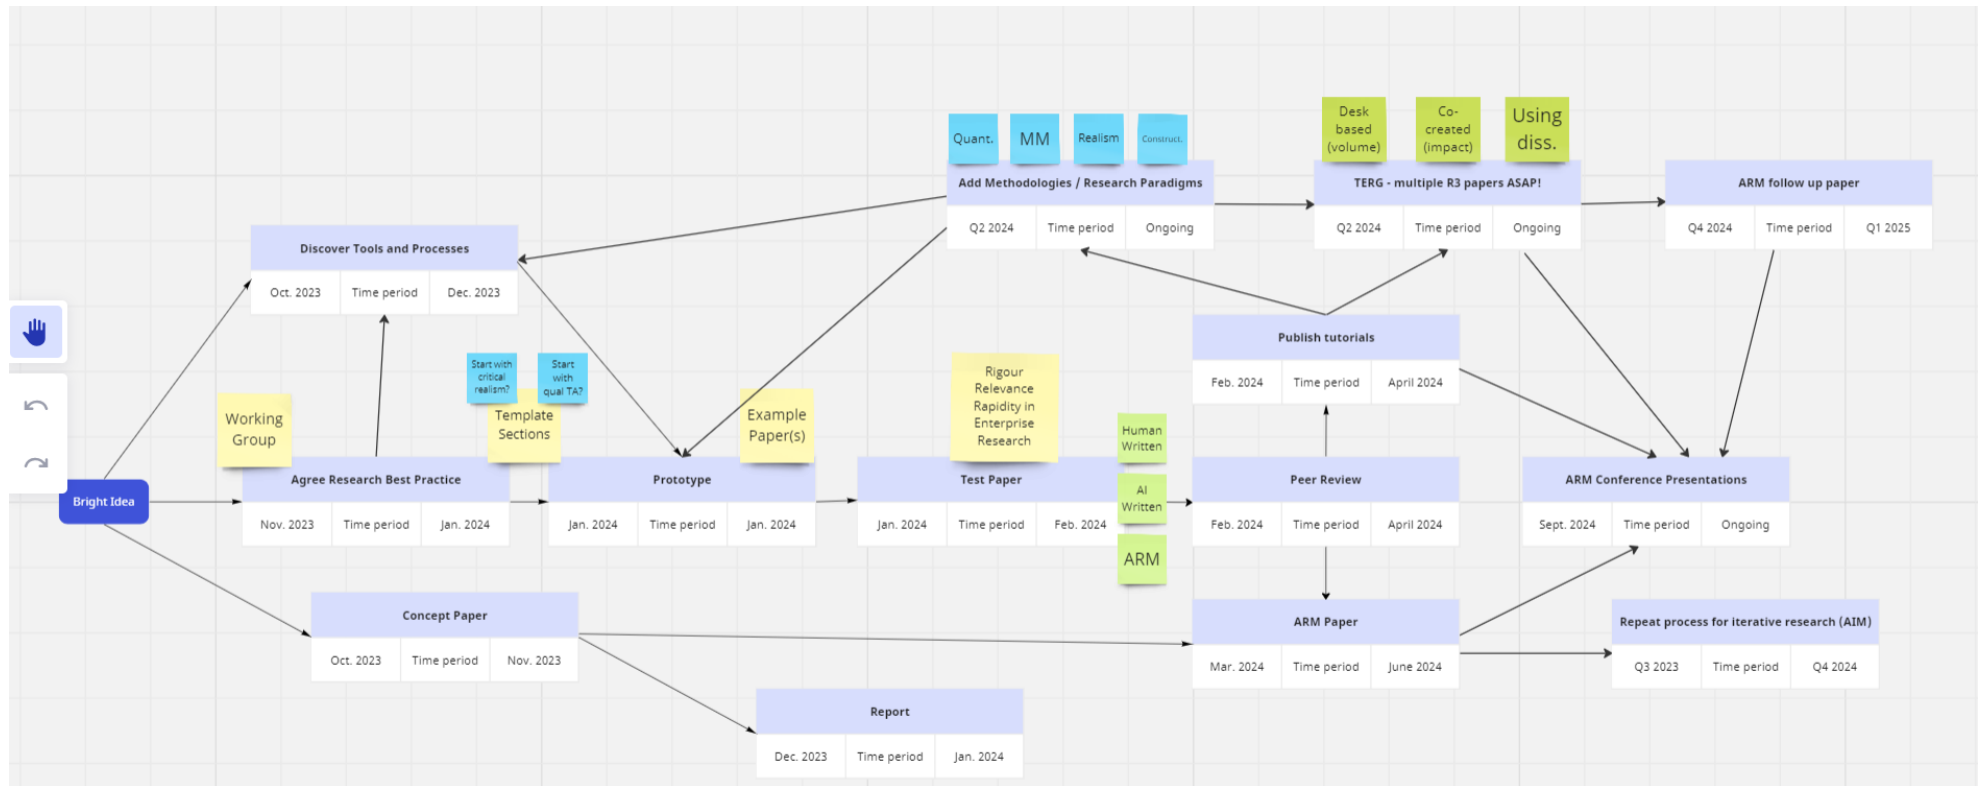 Quant.
MM
Realism
Construct.
Desk
based
(volume)
Co-
created
(impact)
Using
diss.
Add Methodologies / Research Paradigms
Q2 2024 Time period Ongoing
TERG - multiple R3 papers ASAP!
Q2 2024 Time period Ongoing
ARM follow up paper
Q4 2024 Time period Q1 2025
Discover Tools and Processes
Oct. 2023 Time period Dec. 2023
Publish tutorials
Feb. 2024 Time period April 2024
Start with
critical
realism?
Start
with
qual TA?
Working
Group
Template
Sections
Example
Paper(s)
Rigour
Relevance
Rapidity in
Enterprise
Research
Human
Written
AI
Written
ARM
Bright Idea
Agree Research Best Practice
Nov. 2023 Time period Jan. 2024
Prototype
Jan. 2024 Time period Jan. 2024
Test Paper
Jan. 2024 Time period Feb. 2024
Peer Review
Feb. 2024 Time period April 2024
ARM Conference Presentations
Sept. 2024 Time period Ongoing
Concept Paper
Oct. 2023 Time period Nov. 2023
ARM Paper
Mar. 2024 Time period June 2024
Repeat process for iterative research (AIM)
Q3 2023 Time period Q4 2024
Report
Dec. 2023 Time period Jan. 2024